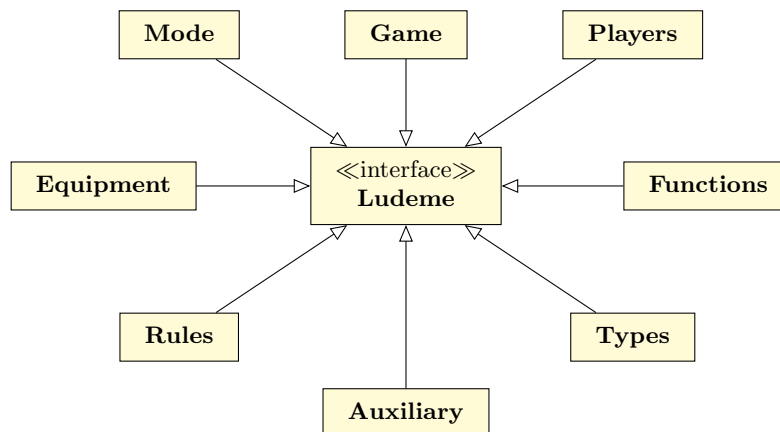 Mode
Game
Players
≪interface≫
Ludeme
Equipment
Functions
Rules
Types
Auxiliary